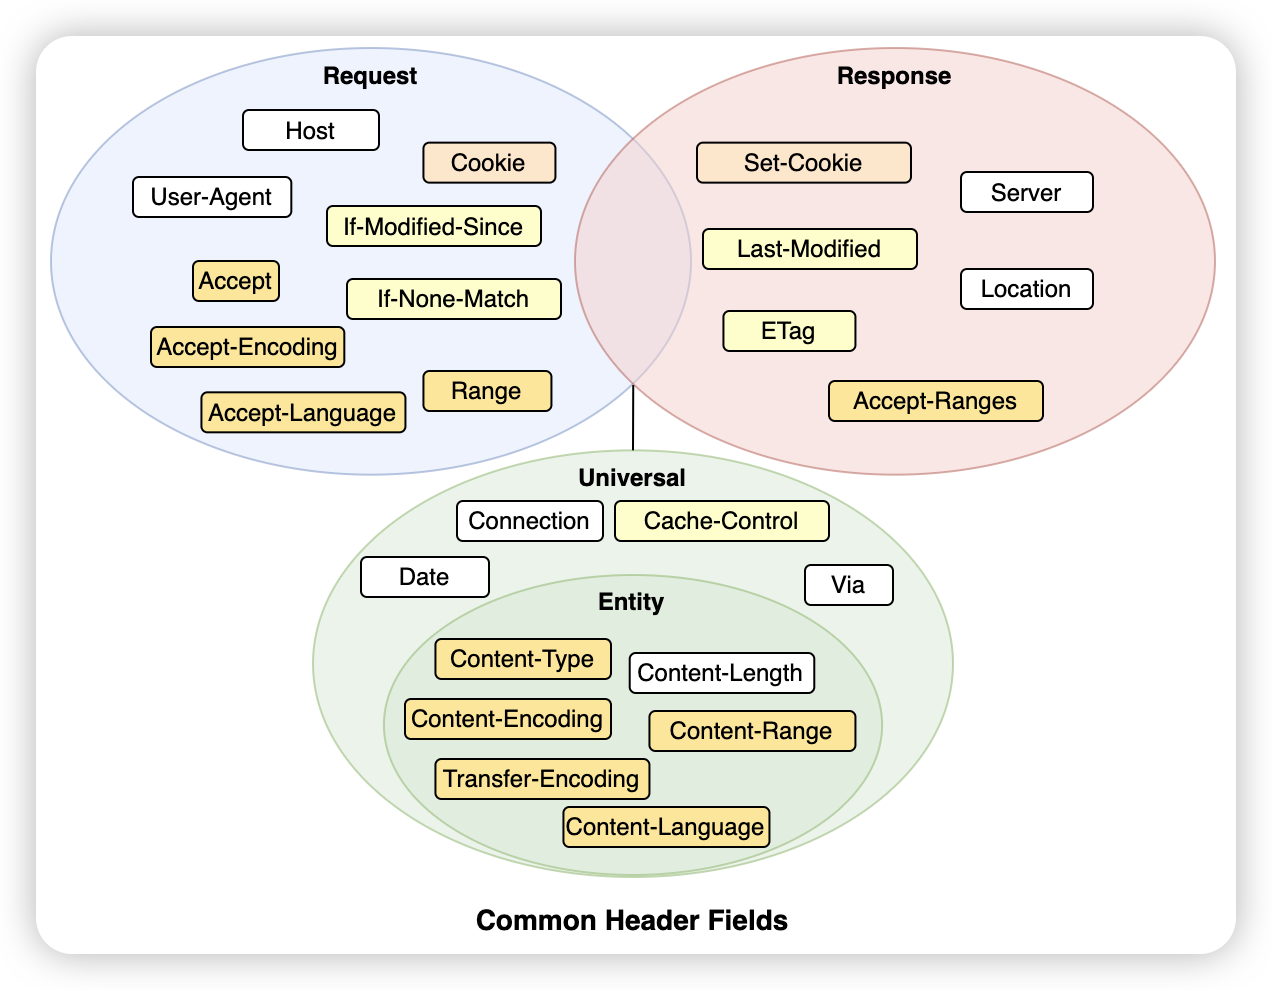 Request
Host
Cookie
User-Agent
If-Modified-Since
Accept
If-None-Match
Accept-Encoding
Range
Accept-Language
Response
Set-Cookie
Server
Last-Modified
Location
ETag
Accept-Ranges
Universal
Connection
Cache-Control
Date
Via
Entity
Content-Type
Content-Length
Content-Encoding
Content-Range
Transfer-Encoding
Content-Language
Common Header Fields